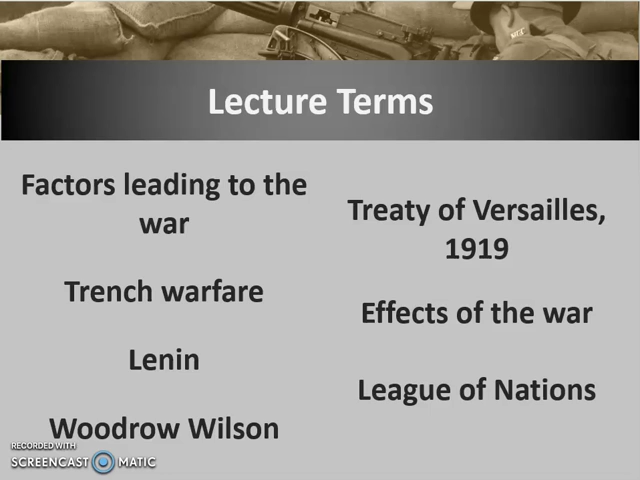 Lecture Terms
Factors leading to the
war
Trench warfare
Lenin
Woodrow Wilson
Treaty of Versailles,
1919
Effects of the war
League of Nations
RECORDED WITH
SCREENCAST MATIC